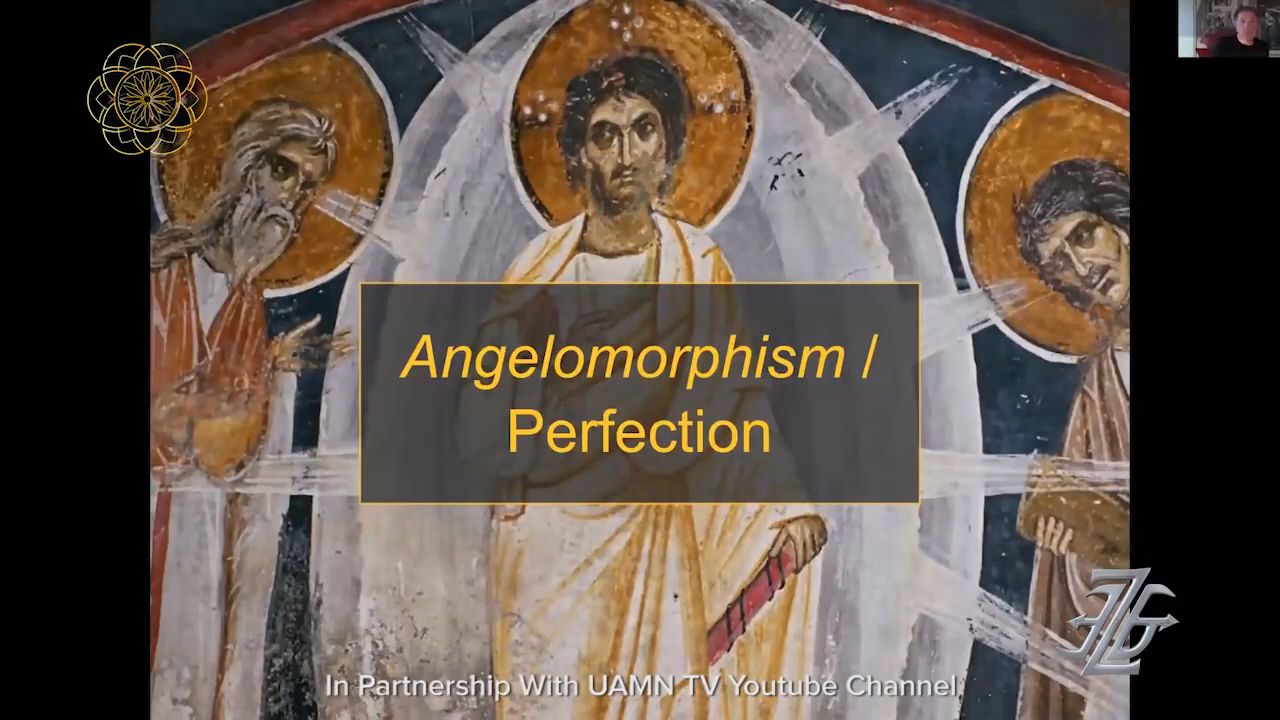 Angelomorphism /
Perfection
In Partnership With UAMN TV Youtube Channel